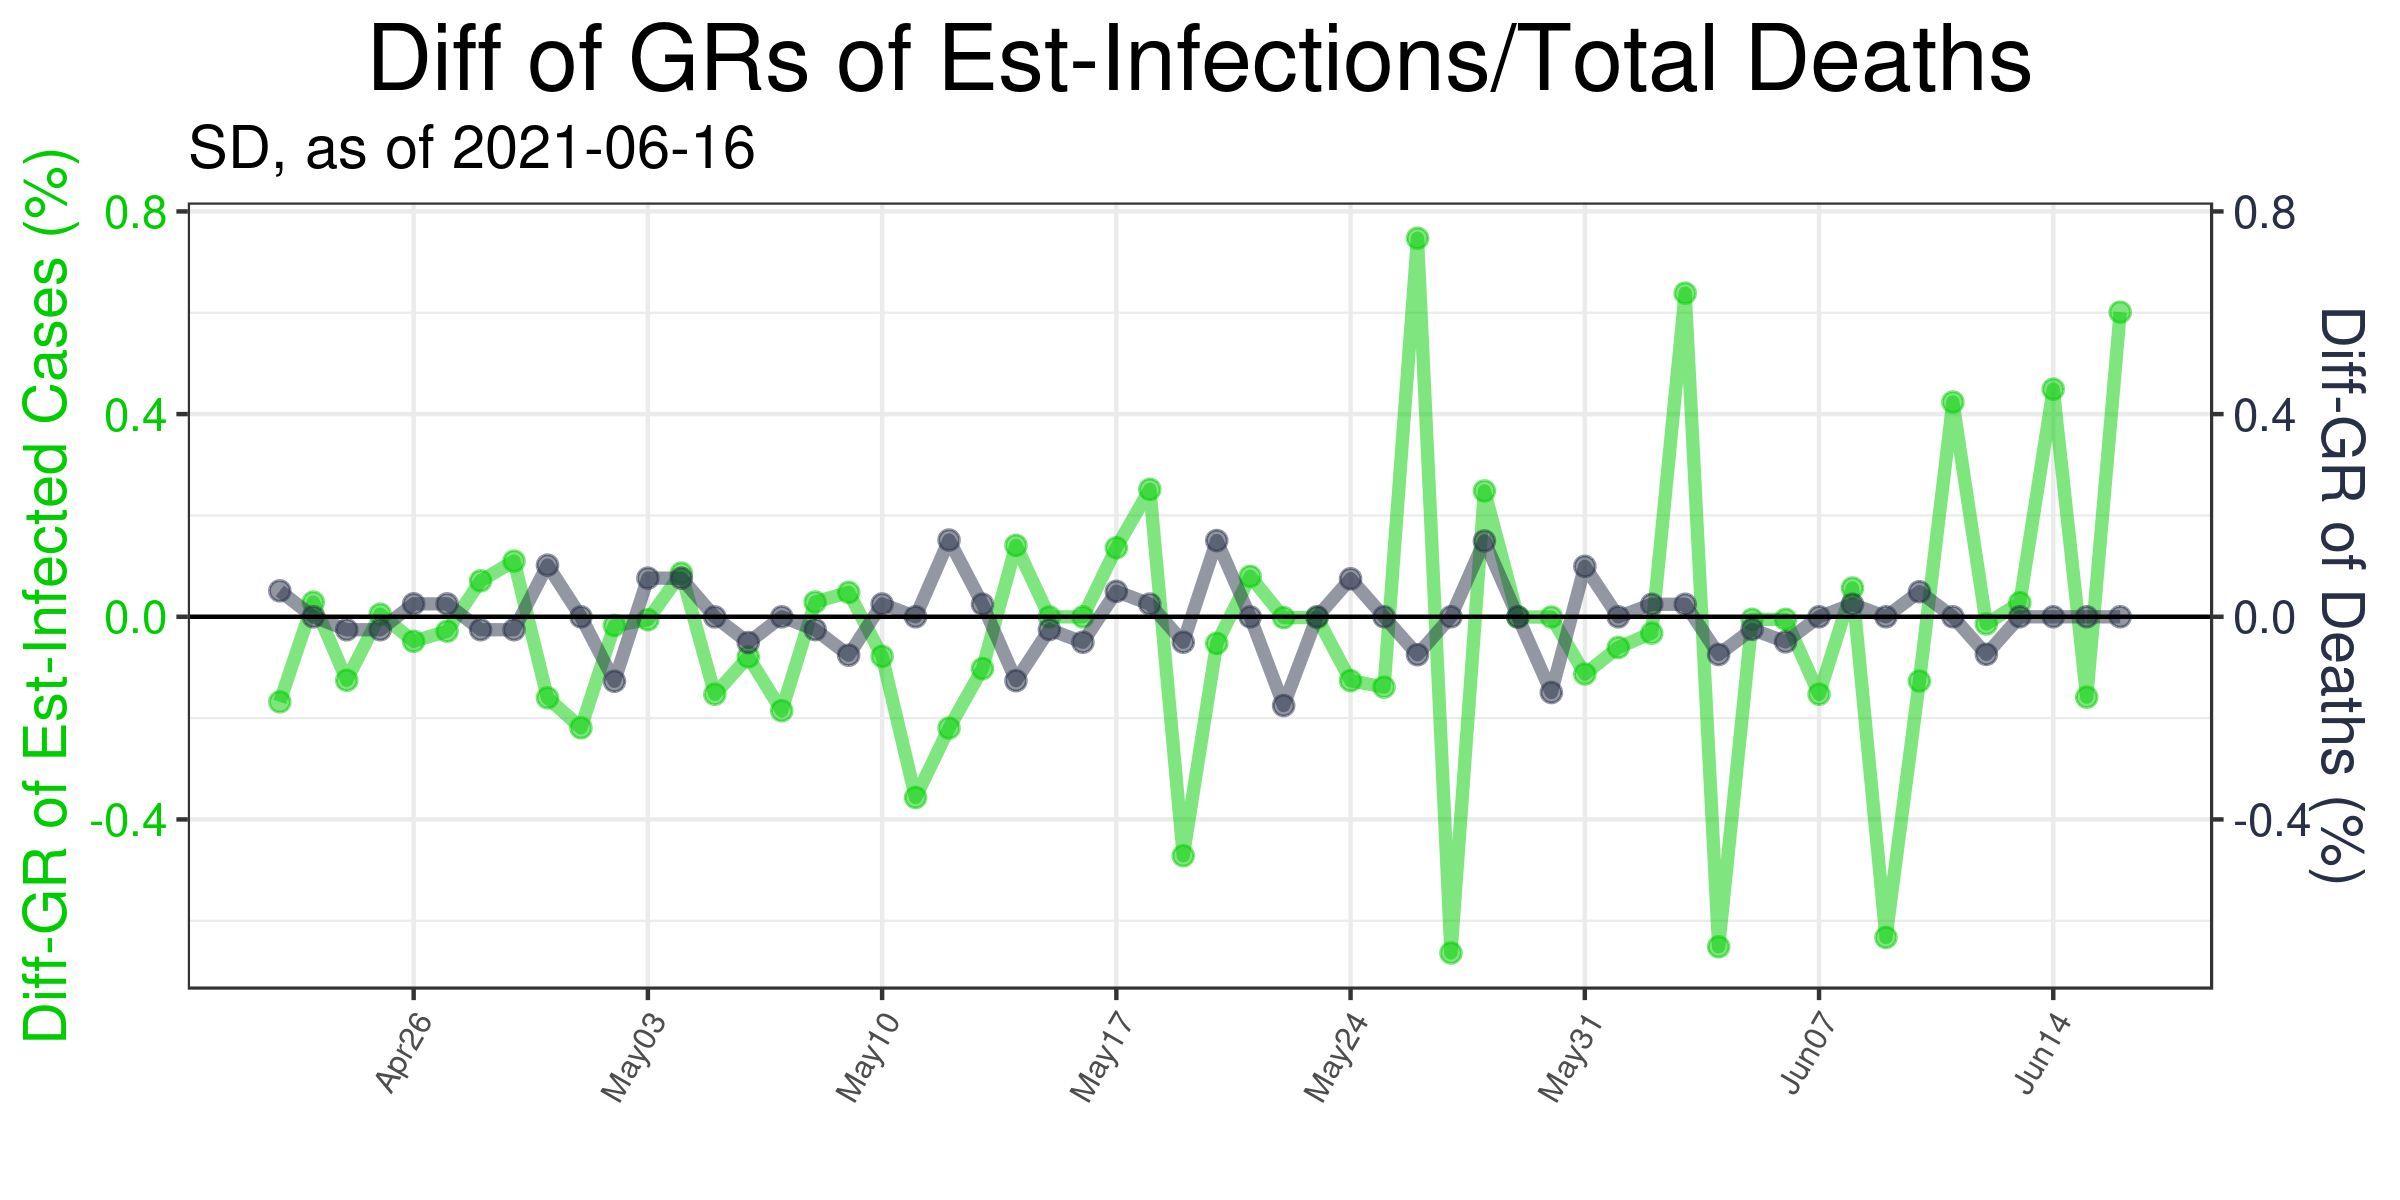 Diff of GRs of Est-Infections/Total Deaths
SD, as of 2021-06-16
Diff-GR of Est-Infected Cases (%)
0.8
0.4
0.0
-0.4
0.8
0.4
0.0
-0.4
Diff-GR of Deaths (%)
Apr26
May03
May10
May17
May24
May31
Jun07
Jun14